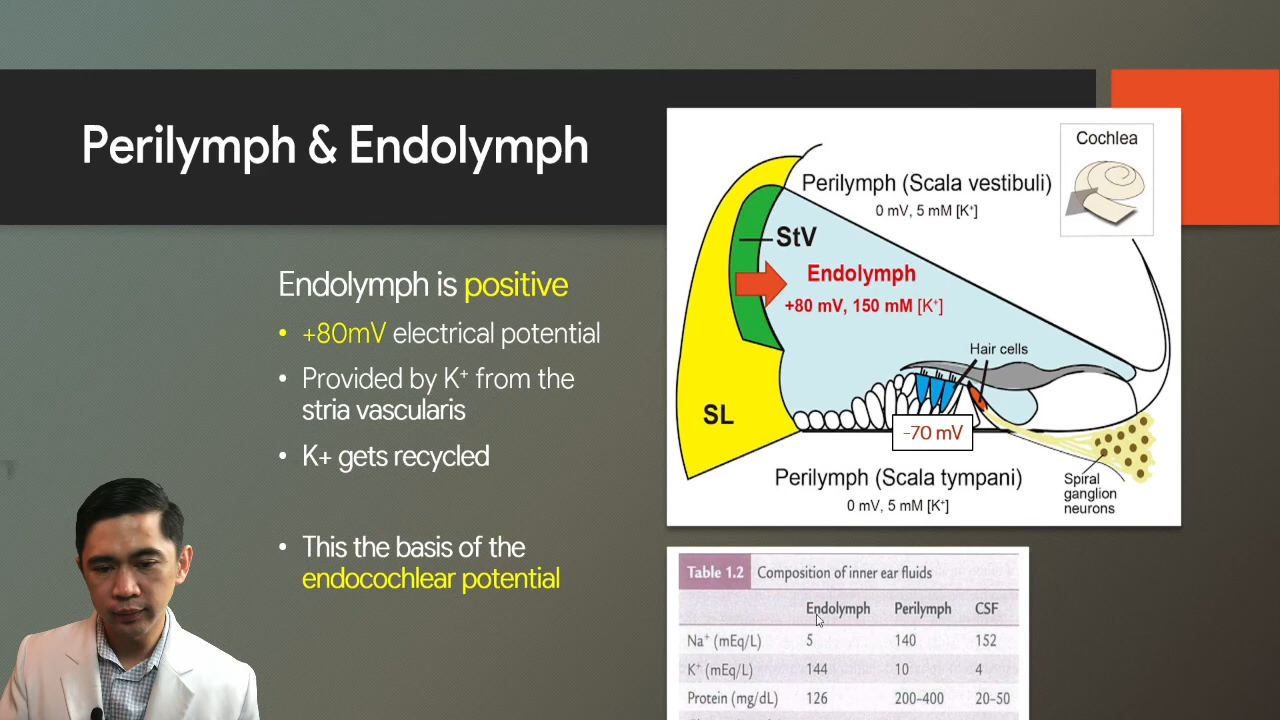 Perilymph & Endolymph
Endolymph is positive
• +80mV electrical potential
• Provided by K⁺ from the
stria vascularis
• K+ gets recycled
• This the basis of the
endocochlear potential
Cochlea
Perilymph (Scala vestibuli)
0 mV, 5 mM [K⁺]
StV
Endolymph
+80 mV, 150 mM [K⁺]
Hair cells
SL
-70 mV
Perilymph (Scala tympani)
0 mV, 5 mM [K⁺]
Spiral
ganglion
neurons
Table 1.2 Composition of inner ear fluids
Endolymph Perilymph CSF
Na⁺ (mEq/L) 5 140 152
K⁺ (mEq/L) 144 10 4
Protein (mg/dL) 126 200-400 20-50